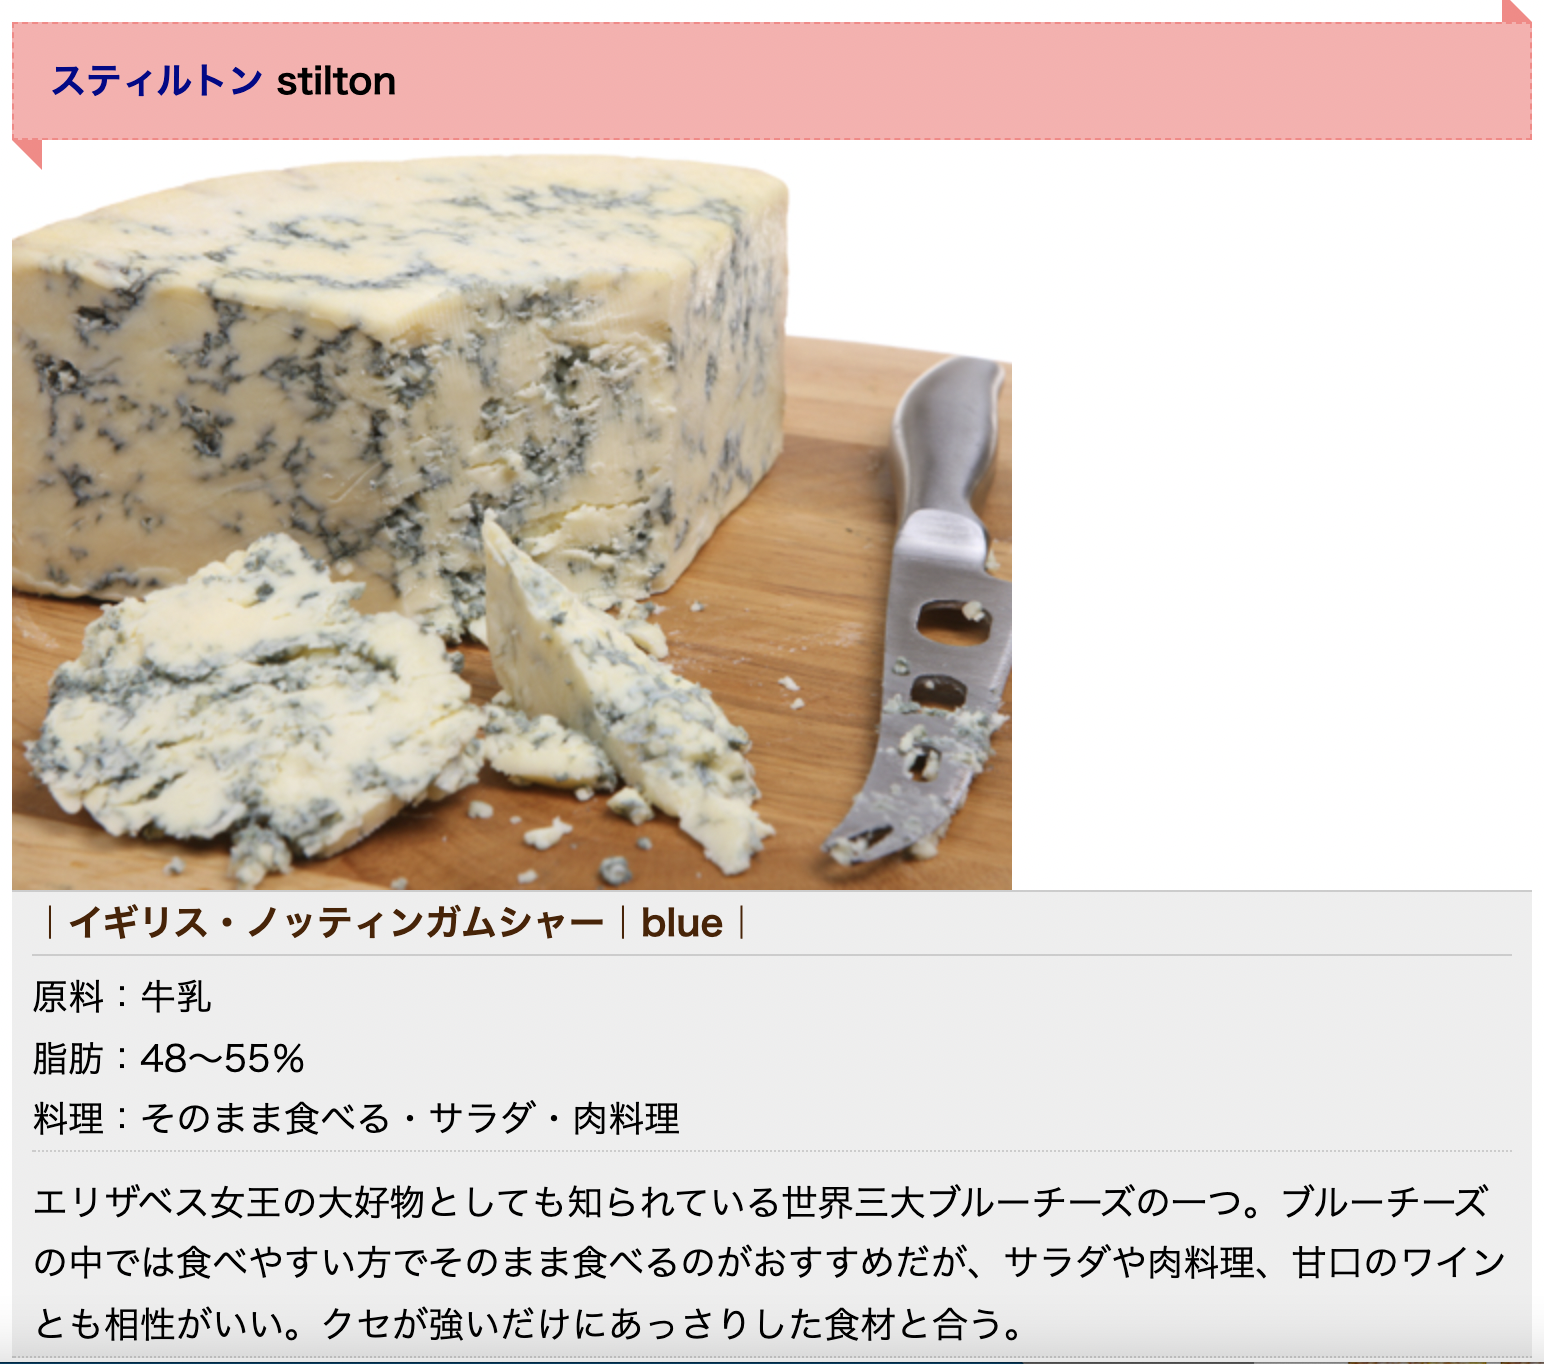 スティルトン stilton
｜イギリス・ノッティンガムシャー｜blue｜
原料：牛乳
脂肪：48〜55％
料理：そのまま食べる・サラダ・肉料理
エリザベス女王の大好物としても知られている世界三大ブルーチーズの一つ。ブルーチーズ
の中では食べやすい方でそのまま食べるのがおすすめだが、サラダや肉料理、甘口のワイン
とも相性がいい。クセが強いだけにあっさりした食材と合う。